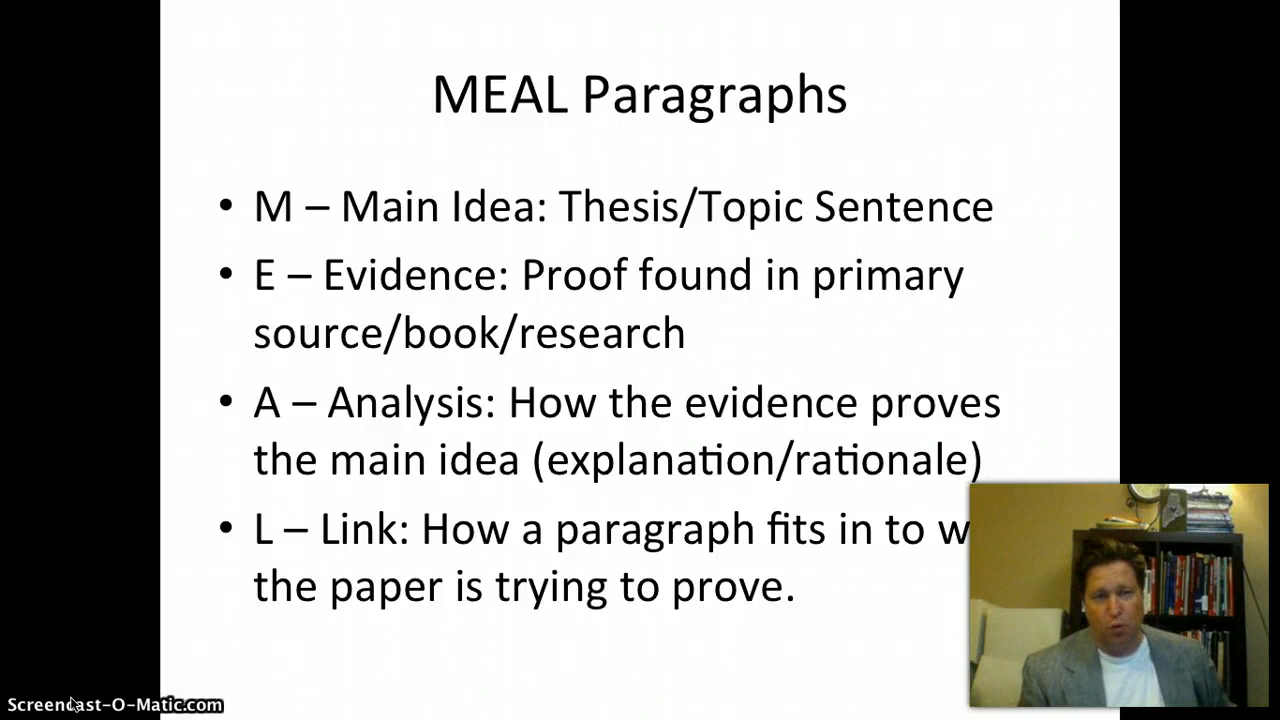 MEAL Paragraphs
• M – Main Idea: Thesis/Topic Sentence
• E – Evidence: Proof found in primary
source/book/research
• A – Analysis: How the evidence proves
the main idea (explanation/rationale)
• L – Link: How a paragraph fits in to
the paper is trying to prove.
Screencast-O-Matic.com